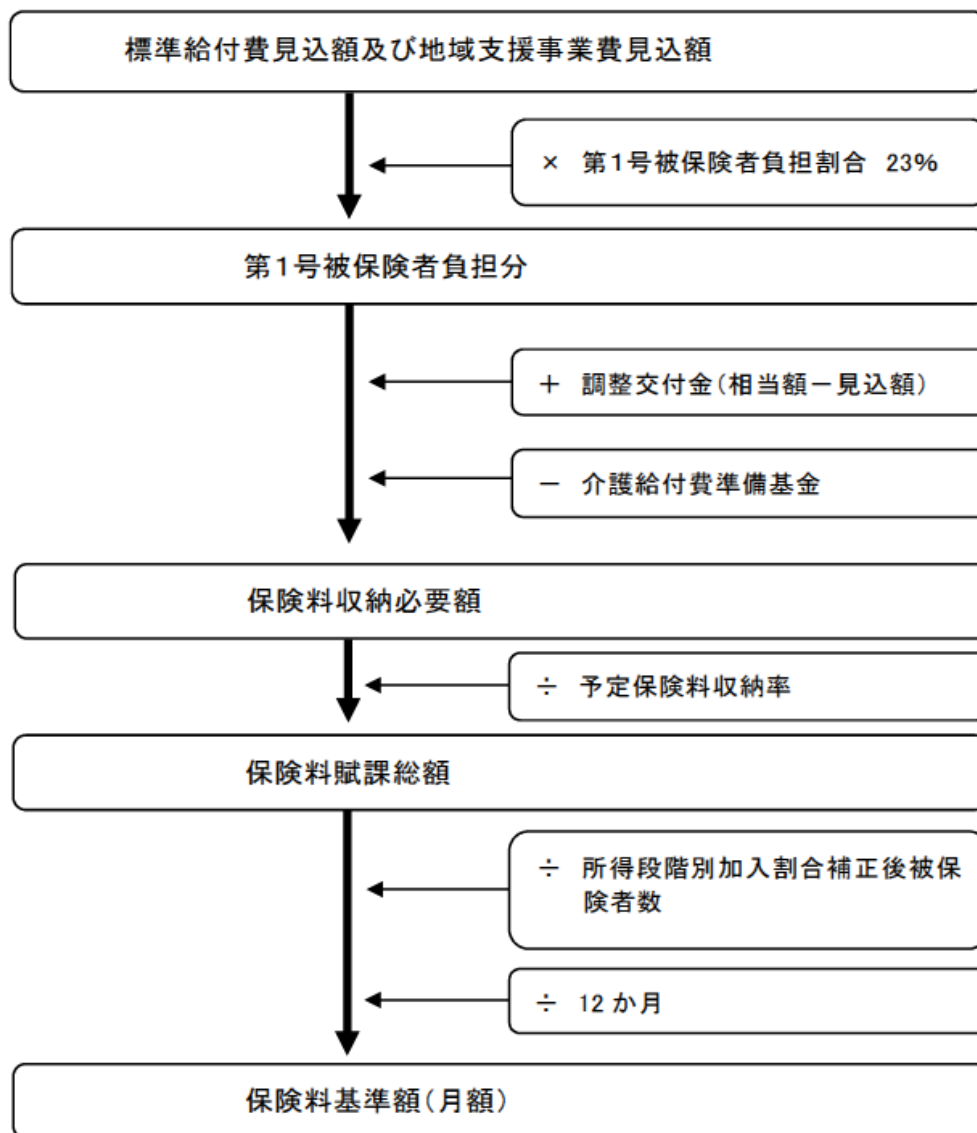 標準給付費見込額及び地域支援事業費見込額
× 第1号被保険者負担割合 23%
第1号被保険者負担分
+ 調整交付金(相当額-見込額)
- 介護給付費準備基金
保険料収納必要額
÷ 予定保険料収納率
保険料賦課総額
÷ 所得段階別加入割合補正後被保
険者数
÷ 12か月
保険料基準額(月額)